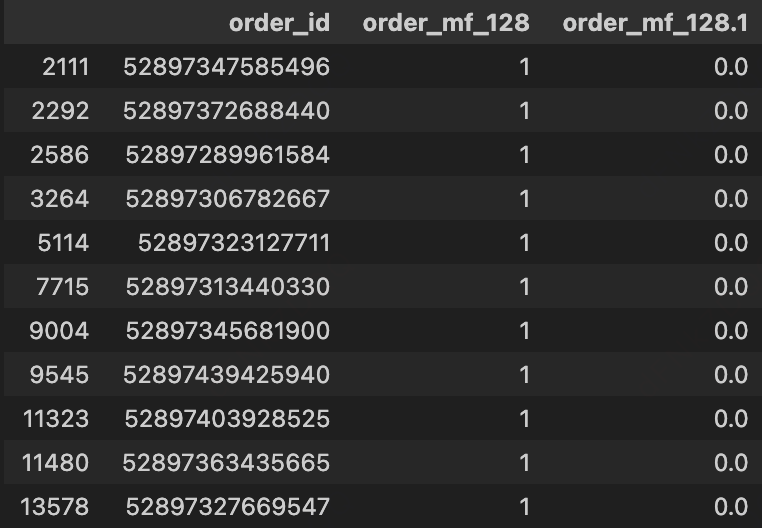 order_id order_mf_128 order_mf_128.1
2111 52897347585496 1 0.0
2292 52897372688440 1 0.0
2586 52897289961584 1 0.0
3264 52897306782667 1 0.0
5114 52897323127711 1 0.0
7715 52897313440330 1 0.0
9004 52897345681900 1 0.0
9545 52897439425940 1 0.0
11323 52897403928525 1 0.0
11480 52897363435665 1 0.0
13578 52897327669547 1 0.0